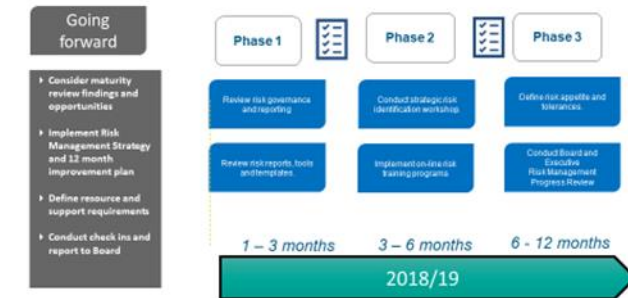 Going
forward
Consider maturity
review findings and
opportunities
Implement Risk
Management Strategy
and 12 month
improvement plan
Define resource and
support requirements
Conduct check ins and
report to Board
Phase 1
Phase 2
Phase 3
Review risk governance
and reporting
Conduct strategic risk
identification workshop.
Define risk appetite and
tolerances.
Review risk reports, tools
and templates.
Implement on-line risk
training programs
Conduct Board and
Executive
Risk Management
Progress Review
1 – 3 months
3 – 6 months
6 - 12 months
2018/19